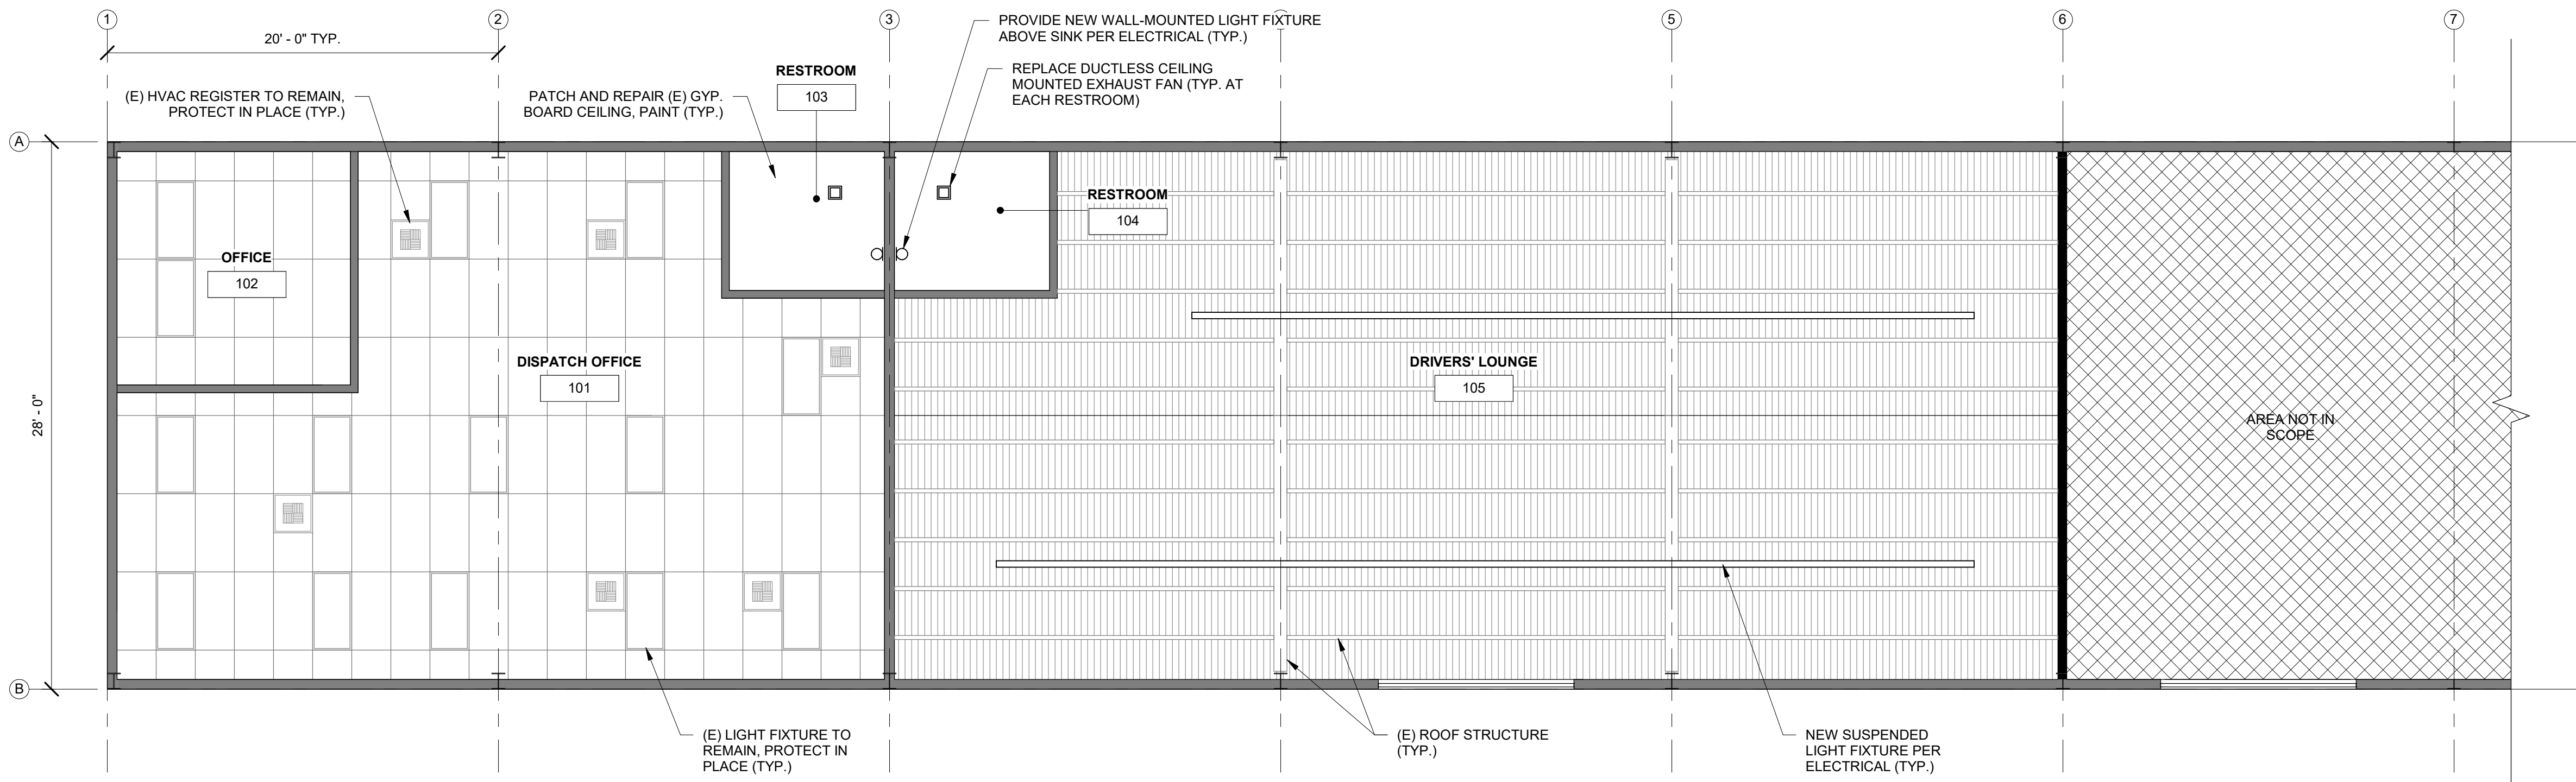 1
2
3
5
6
7
20' - 0" TYP.
PROVIDE NEW WALL-MOUNTED LIGHT FIXTURE
ABOVE SINK PER ELECTRICAL (TYP.)
REPLACE DUCTLESS CEILING
MOUNTED EXHAUST FAN (TYP. AT
EACH RESTROOM)
RESTROOM
103
(E) HVAC REGISTER TO REMAIN,
PROTECT IN PLACE (TYP.)
PATCH AND REPAIR (E) GYP.
BOARD CEILING, PAINT (TYP.)
A
RESTROOM
104
OFFICE
102
DISPATCH OFFICE
101
DRIVERS' LOUNGE
105
28' - 0"
AREA NOT IN
SCOPE
B
(E) LIGHT FIXTURE TO
REMAIN, PROTECT IN
PLACE (TYP.)
(E) ROOF STRUCTURE
(TYP.)
NEW SUSPENDED
LIGHT FIXTURE PER
ELECTRICAL (TYP.)